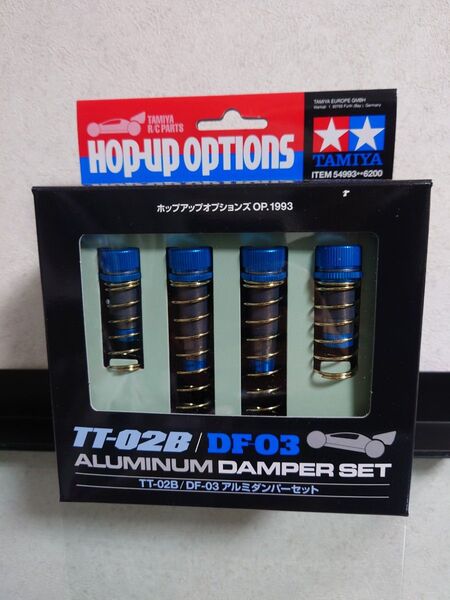 TAMIYA
R/C PARTS
HOP-UP OPTIONS
TAMIYA EUROPE GMBH
TAMIYA
ITEM 54993**6200
ホップアップオプションズ OP.1993
TT-02B/DF03
ALUMINUM DAMPER SET
TT-02B/DF-03 アルミダンパーセット